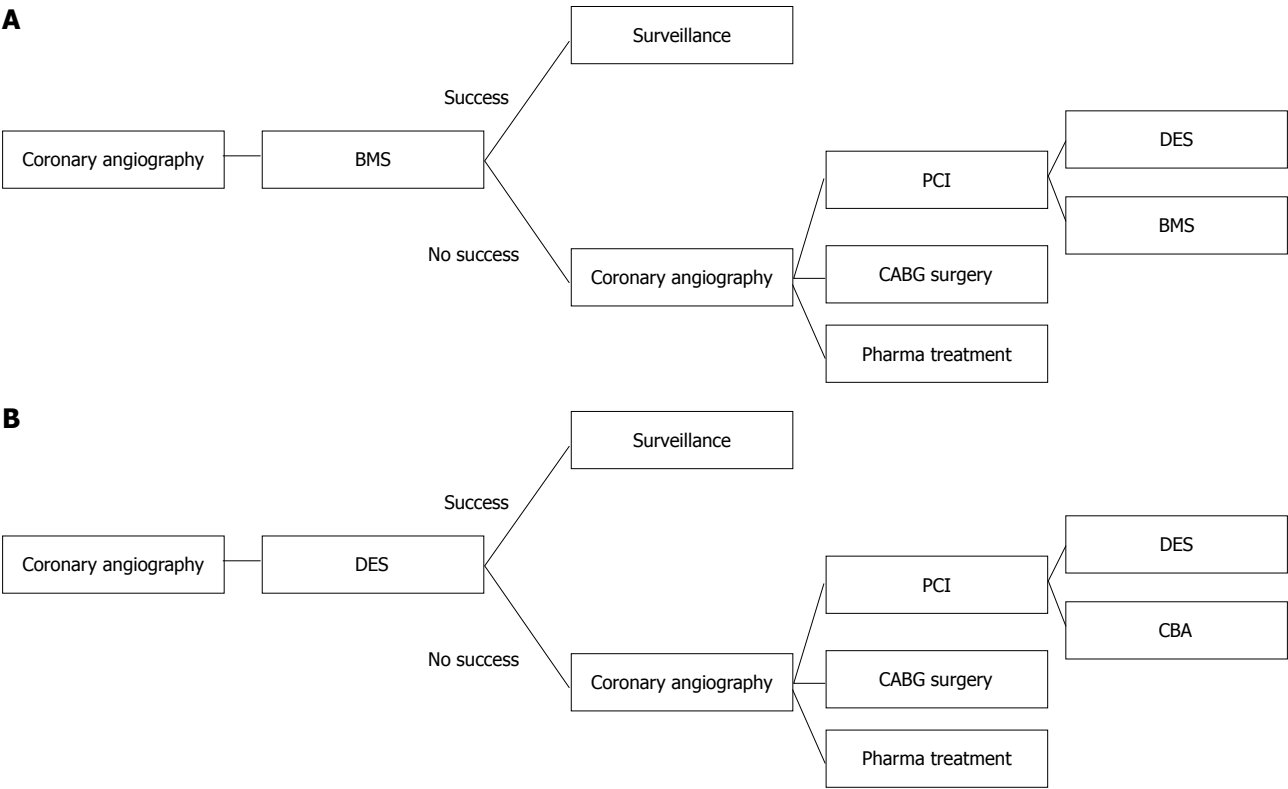 A
Surveillance
Success
DES
Coronary angiography
BMS
PCI
BMS
No success
Coronary angiography
CABG surgery
Pharma treatment
B
Surveillance
Success
DES
Coronary angiography
DES
PCI
CBA
No success
Coronary angiography
CABG surgery
Pharma treatment